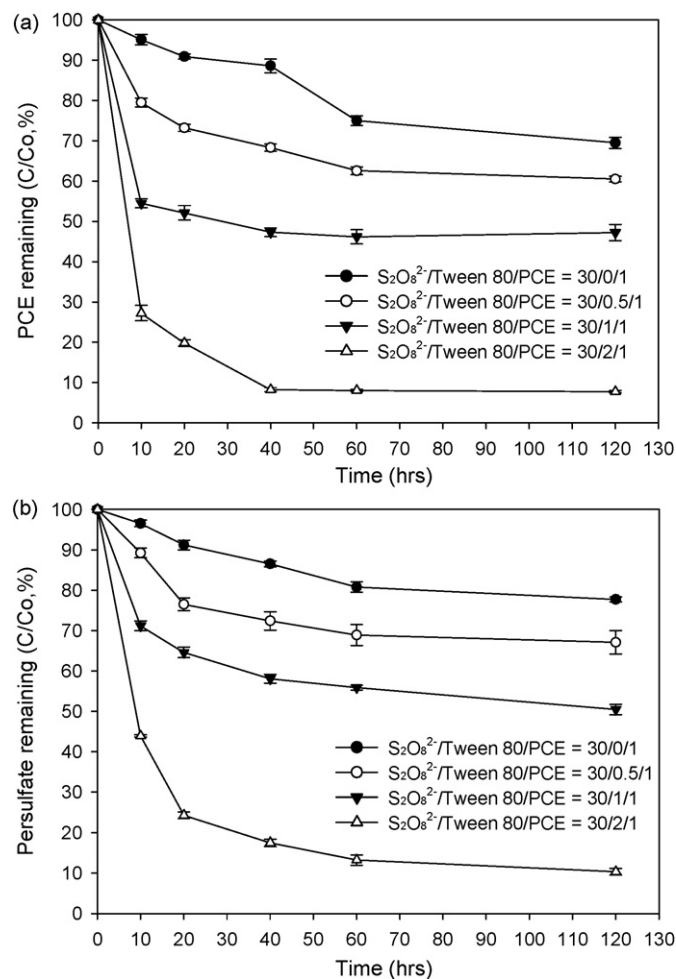 (a)
PCE remaining (C/Co,%)
100
90
80
70
60
50
40
30
20
10
0
S₂O₈²⁻/Tween 80/PCE = 30/0/1
S₂O₈²⁻/Tween 80/PCE = 30/0.5/1
S₂O₈²⁻/Tween 80/PCE = 30/1/1
S₂O₈²⁻/Tween 80/PCE = 30/2/1
0 10 20 30 40 50 60 70 80 90 100 110 120 130
Time (hrs)
(b)
Persulfate remaining (C/Co,%)
100
90
80
70
60
50
40
30
20
10
0
S₂O₈²⁻/Tween 80/PCE = 30/0/1
S₂O₈²⁻/Tween 80/PCE = 30/0.5/1
S₂O₈²⁻/Tween 80/PCE = 30/1/1
S₂O₈²⁻/Tween 80/PCE = 30/2/1
0 10 20 30 40 50 60 70 80 90 100 110 120 130
Time (hrs)